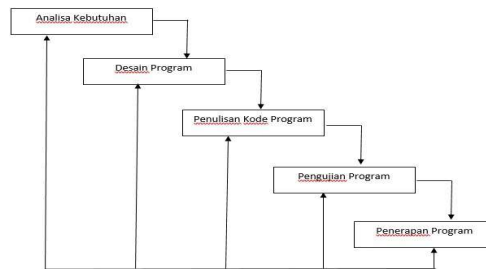 Analisa Kebutuhan
Desain Program
Penulisan Kode Program
Pengujian Program
Penerapan Program